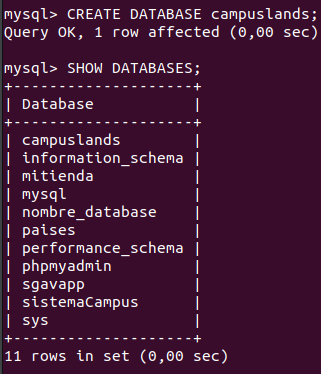 mysql> CREATE DATABASE campuslands;
Query OK, 1 row affected (0,00 sec)

mysql> SHOW DATABASES;
+--------------------+
| Database           |
+--------------------+
| campuslands        |
| information_schema |
| mitienda           |
| mysql              |
| nombre_database    |
| paises             |
| performance_schema |
| phpmyadmin         |
| sgavapp            |
| sistemaCampus      |
| sys                |
+--------------------+
11 rows in set (0,00 sec)